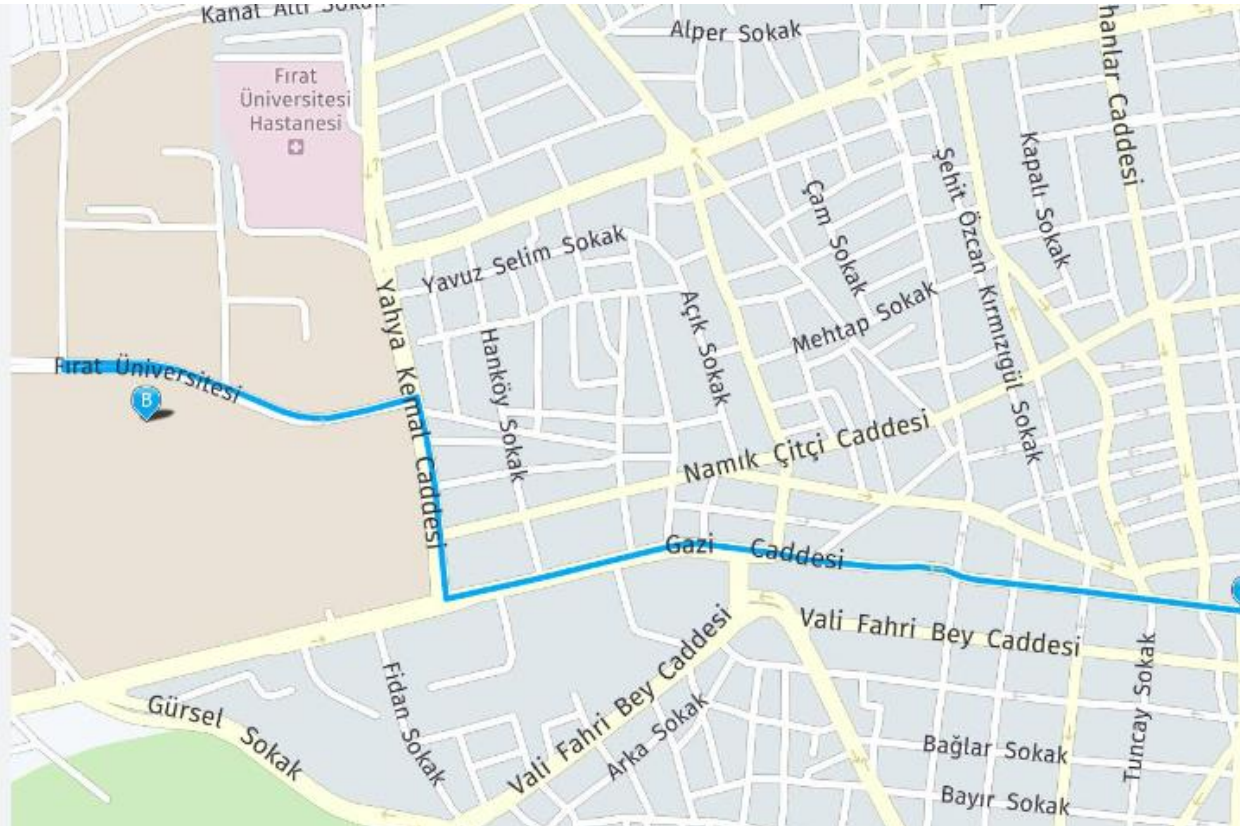 Kanal Altı Sokak
Alper Sokak
hanlar Caddesi
Fırat
Üniversitesi
Hastanesi
Şehit Özcan Kırmızıgül Sokak
Kapalı Sokak
Çam Sokak
Yavuz Selim Sokak
Yahya Kemal Caddesi
Açık Sokak
Mehtap Sokak
Hanköy Sokak
Fırat Üniversitesi
B
Namık Çitçi Caddesi
Gazi Caddesi
Vali Fahri Bey Caddesi
Vali Fahri Bey Caddesi
Tuncay Sokak
Fidan Sokak
Gürsel Sokak
Arka Sokak
Bağlar Sokak
Bayır Sokak